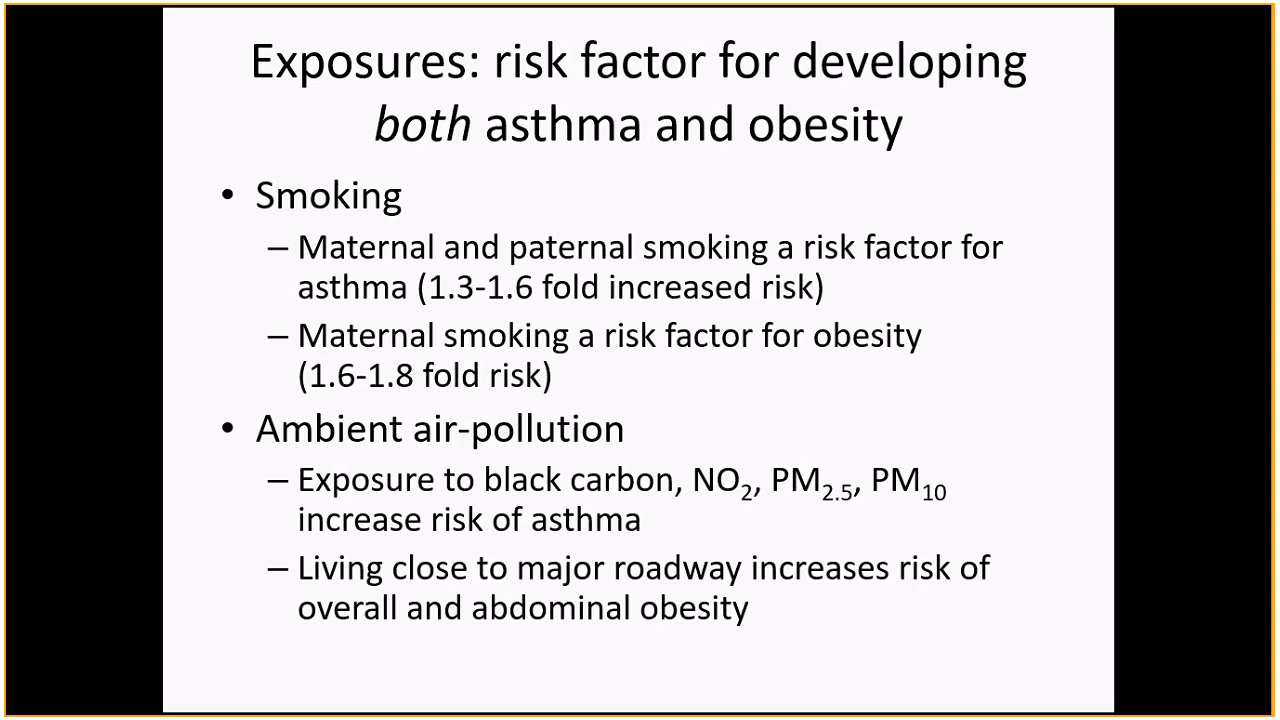 Exposures: risk factor for developing
both asthma and obesity
• Smoking
– Maternal and paternal smoking a risk factor for
asthma (1.3-1.6 fold increased risk)
– Maternal smoking a risk factor for obesity
(1.6-1.8 fold risk)
• Ambient air-pollution
– Exposure to black carbon, NO₂, PM₂.₅, PM₁₀
increase risk of asthma
– Living close to major roadway increases risk of
overall and abdominal obesity